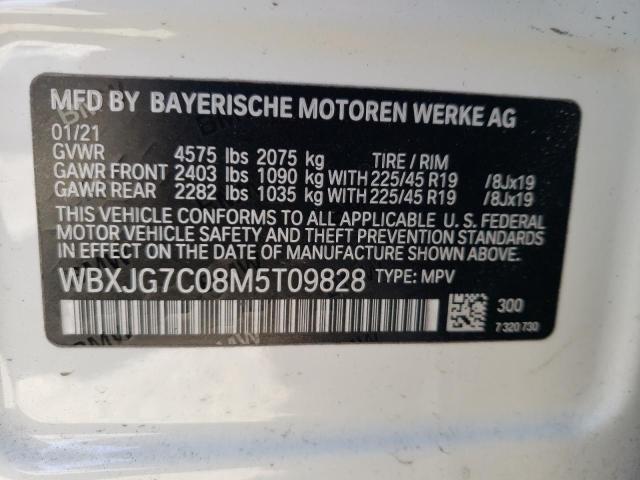 MFD BY BAYERISCHE MOTOREN WERKE AG
01/21
GVWR 4575 lbs 2075 kg TIRE / RIM
GAWR FRONT 2403 lbs 1090 kg WITH 225/45 R19 /8Jx19
GAWR REAR 2282 lbs 1035 kg WITH 225/45 R19 /8Jx19
THIS VEHICLE CONFORMS TO ALL APPLICABLE U. S. FEDERAL
MOTOR VEHICLE SAFETY AND THEFT PREVENTION STANDARDS
IN EFFECT ON THE DATE OF MANUFACTURE SHOWN ABOVE.
WBXJG7C08M5T09828 TYPE: MPV
300
7 320 730